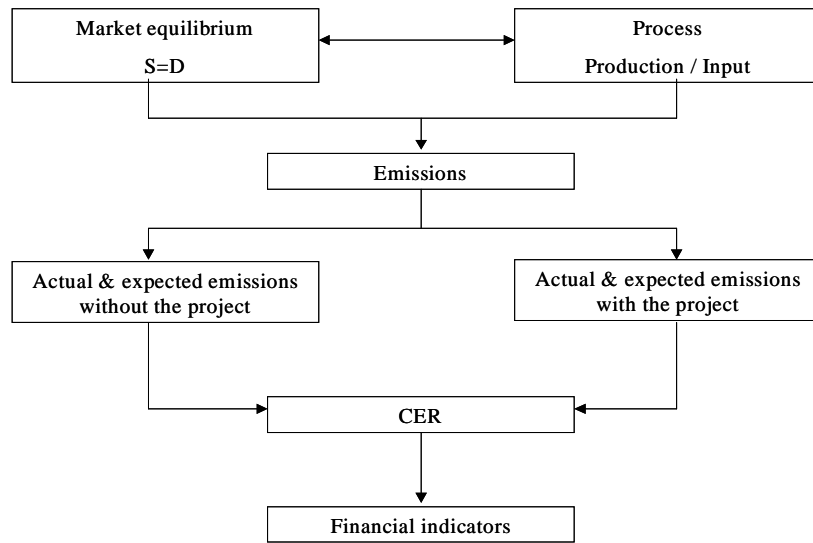 Market equilibrium
S=D
Process
Production / Input
Emissions
Actual & expected emissions
without the project
Actual & expected emissions
with the project
CER
Financial indicators